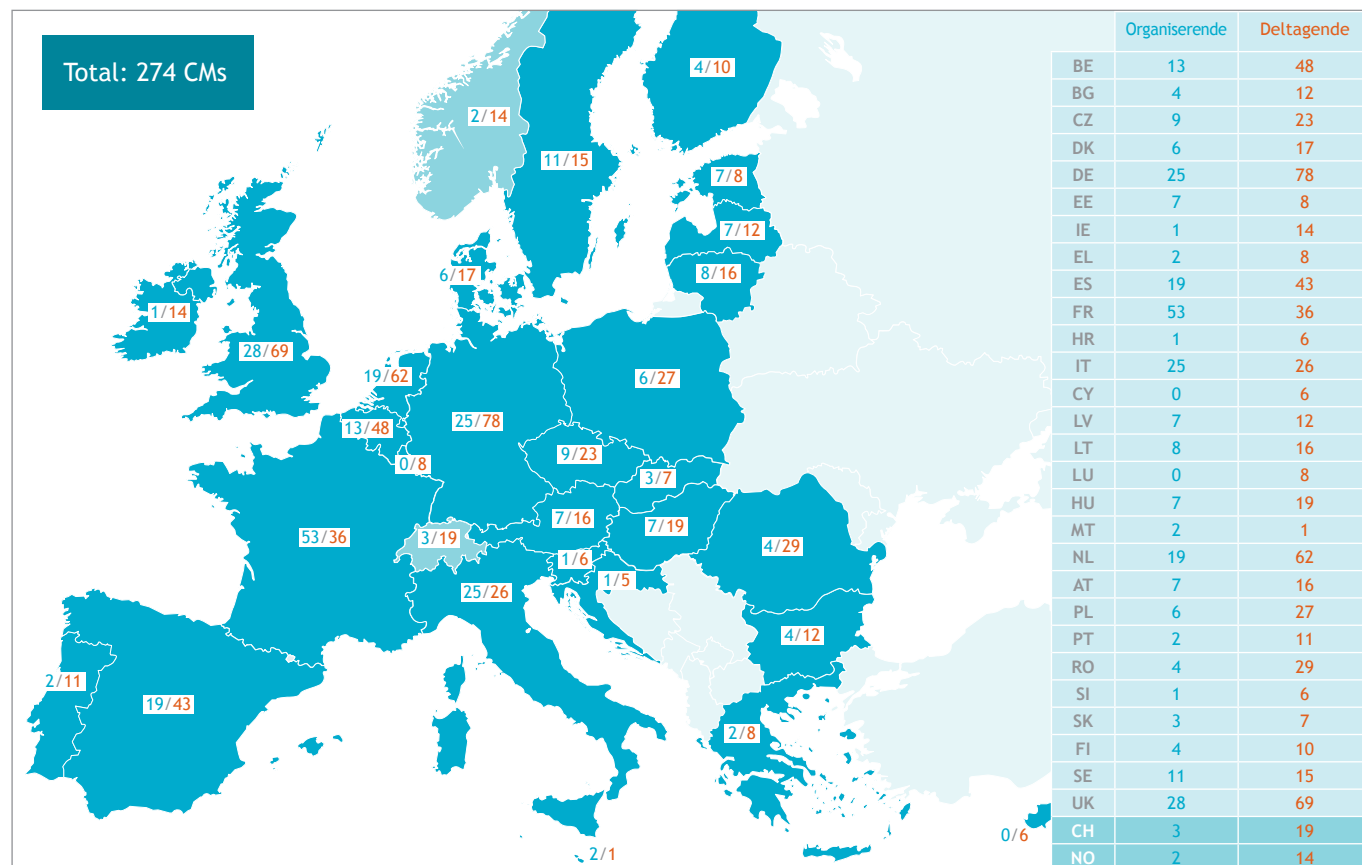 Total: 274 CMs
4/10
2/14
11/15
7/8
7/12
6/17
8/16
1/14
28/69
19/62
6/27
13/48
25/78
9/23
0/8
3/7
7/16
7/19
53/36
3/19
4/29
1/6
1/5
25/26
4/12
2/11
19/43
2/8
0/6
2/1
Organiserende Deltagende
BE 13 48
BG 4 12
CZ 9 23
DK 6 17
DE 25 78
EE 7 8
IE 1 14
EL 2 8
ES 19 43
FR 53 36
HR 1 6
IT 25 26
CY 0 6
LV 7 12
LT 8 16
LU 0 8
HU 7 19
MT 2 1
NL 19 62
AT 7 16
PL 6 27
PT 2 11
RO 4 29
SI 1 6
SK 3 7
FI 4 10
SE 11 15
UK 28 69
CH 3 19
NO 2 14